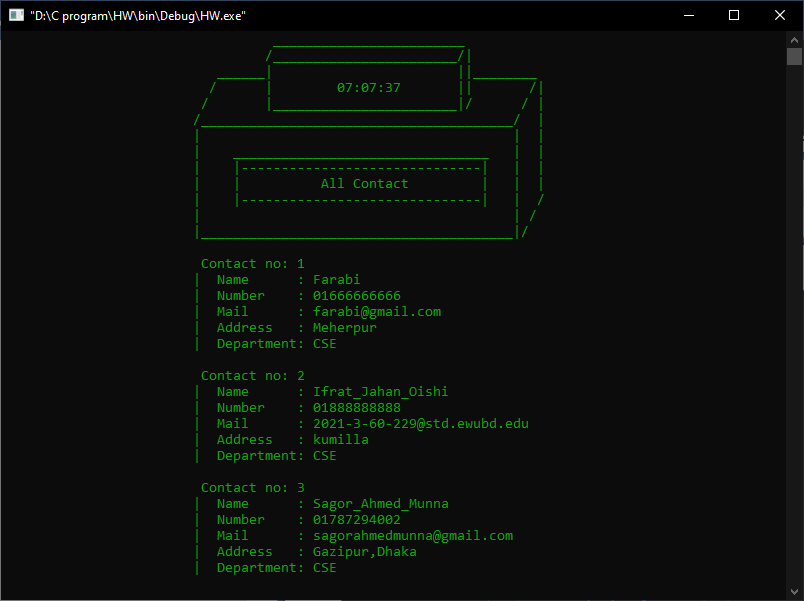 "D:\C program\HW\bin\Debug\HW.exe"
07:07:37
All Contact
Contact no: 1
Name : Farabi
Number : 01666666666
Mail : farabi@gmail.com
Address : Meherpur
Department: CSE
Contact no: 2
Name : Ifrat_Jahan_Oishi
Number : 01888888888
Mail : 2021-3-60-229@std.ewubd.edu
Address : kumilla
Department: CSE
Contact no: 3
Name : Sagor_Ahmed_Munna
Number : 01787294002
Mail : sagorahmedmunna@gmail.com
Address : Gazipur,Dhaka
Department: CSE